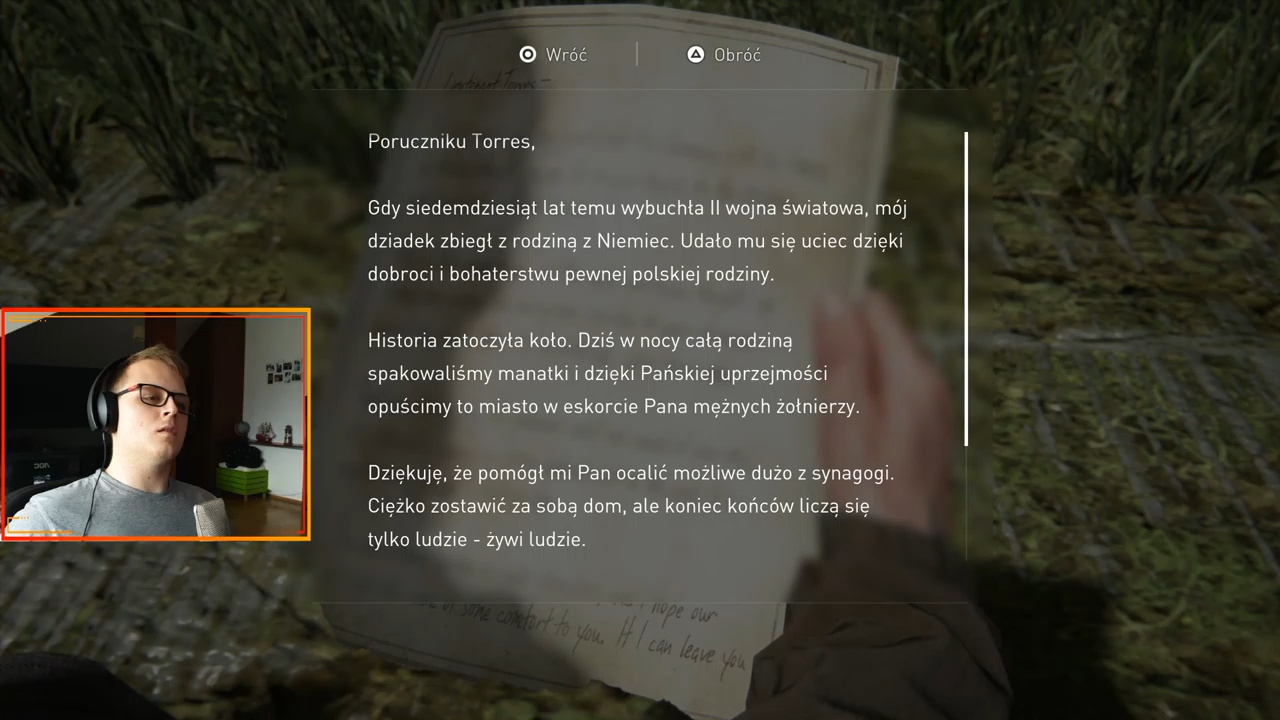 Wróć
Obróć
Lieutenant Torres –
Poruczniku Torres,
Gdy siedemdziesiąt lat temu wybuchła II wojna światowa, mój
dziadek zbiegł z rodziną z Niemiec. Udało mu się uciec dzięki
dobroci i bohaterstwu pewnej polskiej rodziny.
Historia zatoczyła koło. Dziś w nocy całą rodziną
spakowaliśmy manatki i dzięki Pańskiej uprzejmości
opuścimy to miasto w eskorcie Pana mężnych żołnierzy.
Dziękuję, że pomógł mi Pan ocalić możliwe dużo z synagogi.
Ciężko zostawić za sobą dom, ale koniec końców liczą się
tylko ludzie - żywi ludzie.
I hope our
some comfort to you. If I can leave you